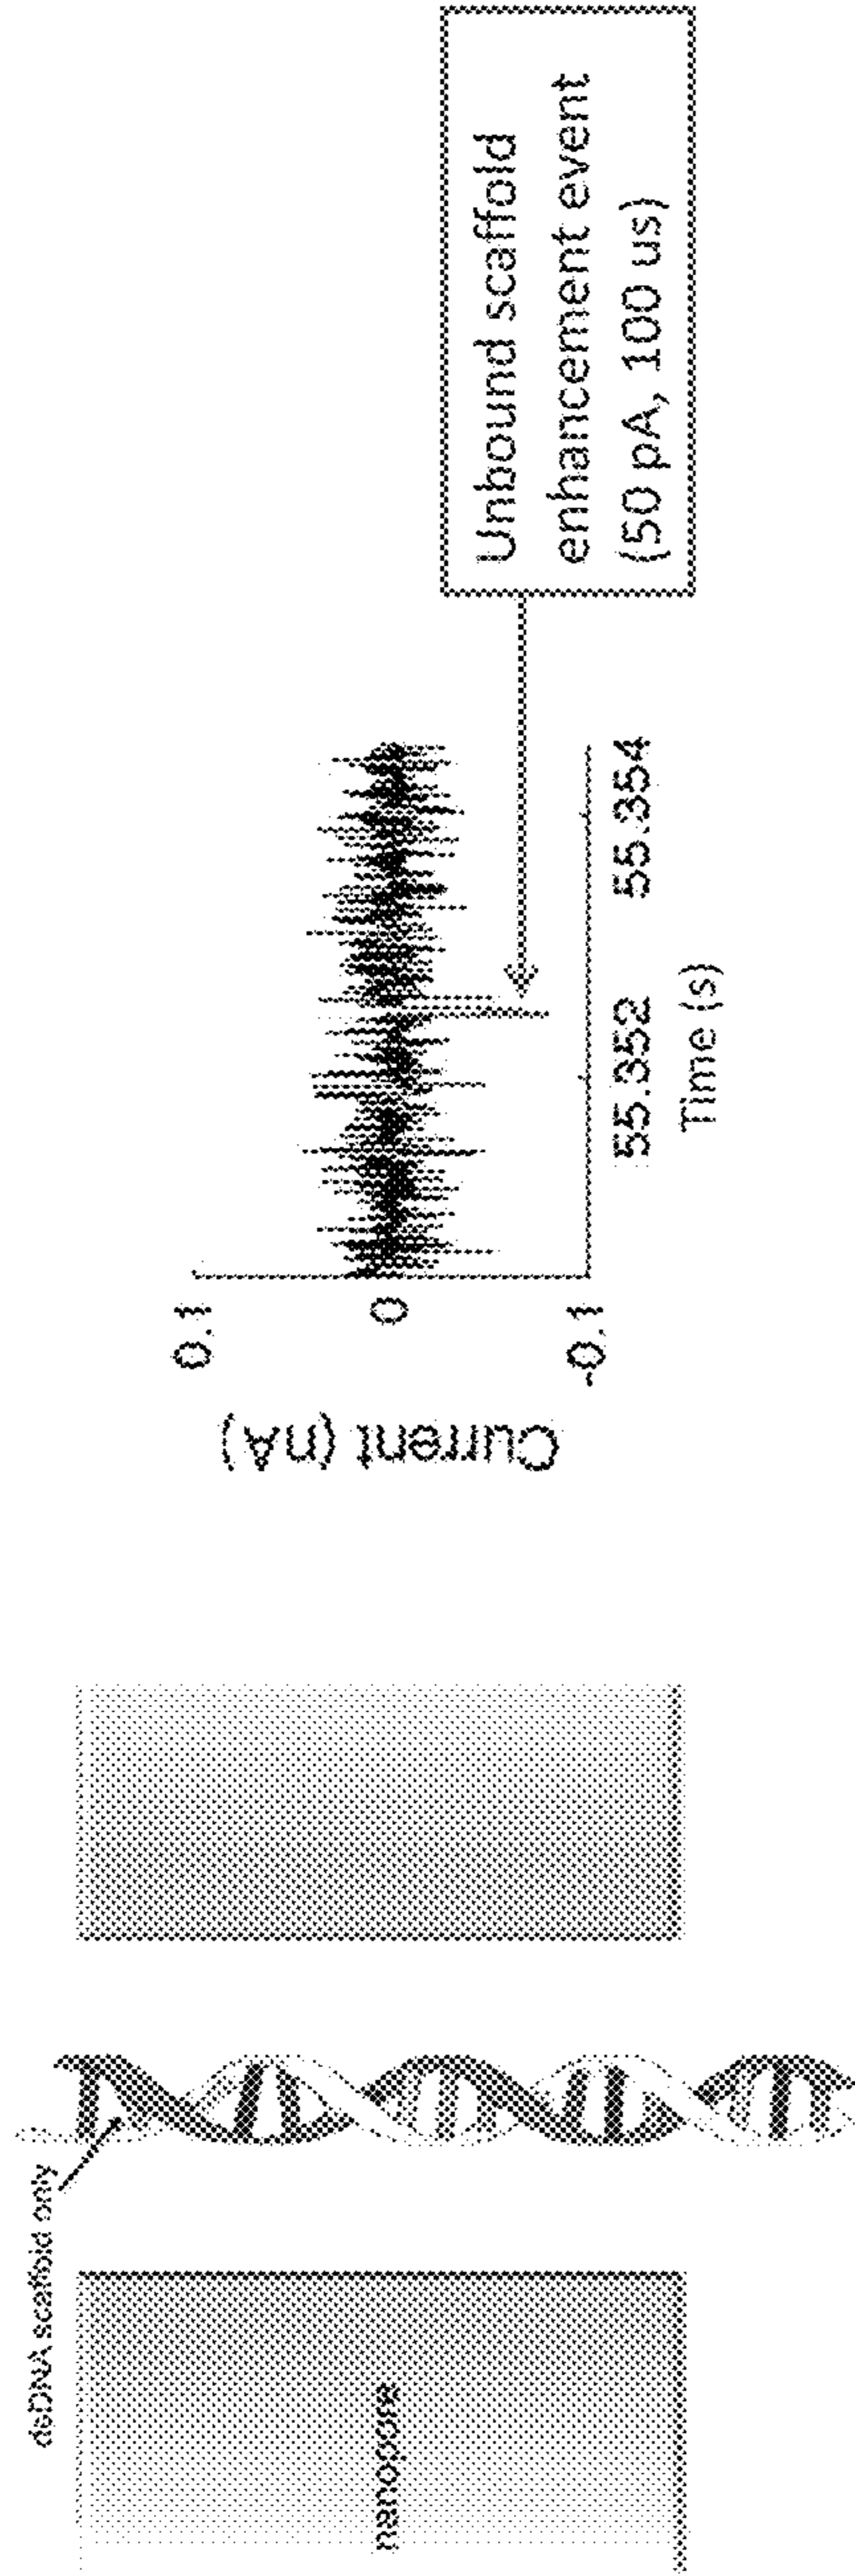 dsDNA scaffold only
nanopore
Current (nA)
0.1
0
-0.1
55.352
55.354
Time (s)
Unbound scaffold
enhancement event
(50 pA, 100 us)